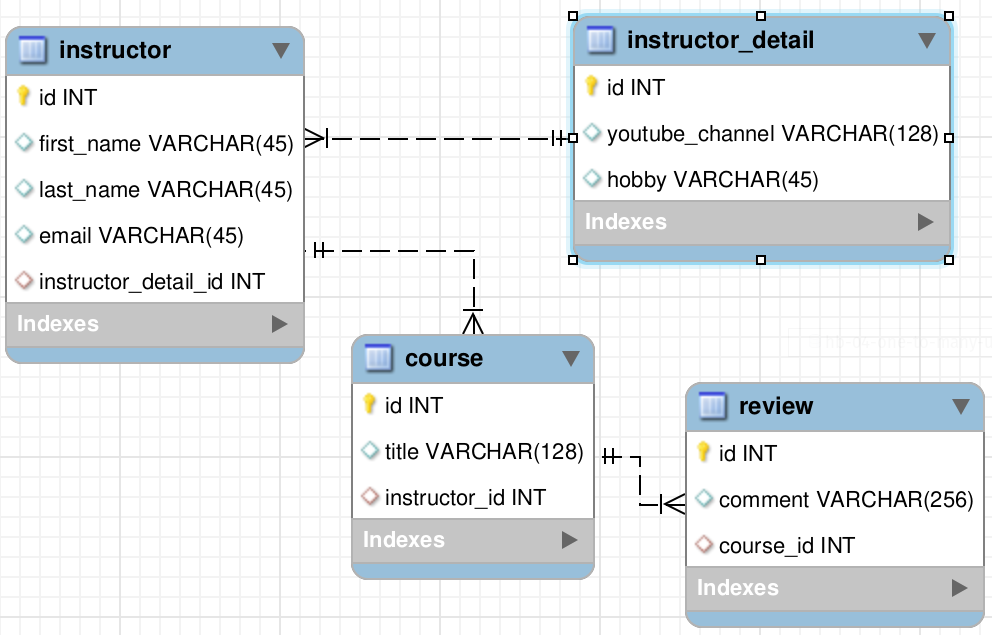 instructor
id INT
first_name VARCHAR(45)
last_name VARCHAR(45)
email VARCHAR(45)
instructor_detail_id INT
Indexes
instructor_detail
id INT
youtube_channel VARCHAR(128)
hobby VARCHAR(45)
Indexes
course
id INT
title VARCHAR(128)
instructor_id INT
Indexes
review
id INT
comment VARCHAR(256)
course_id INT
Indexes